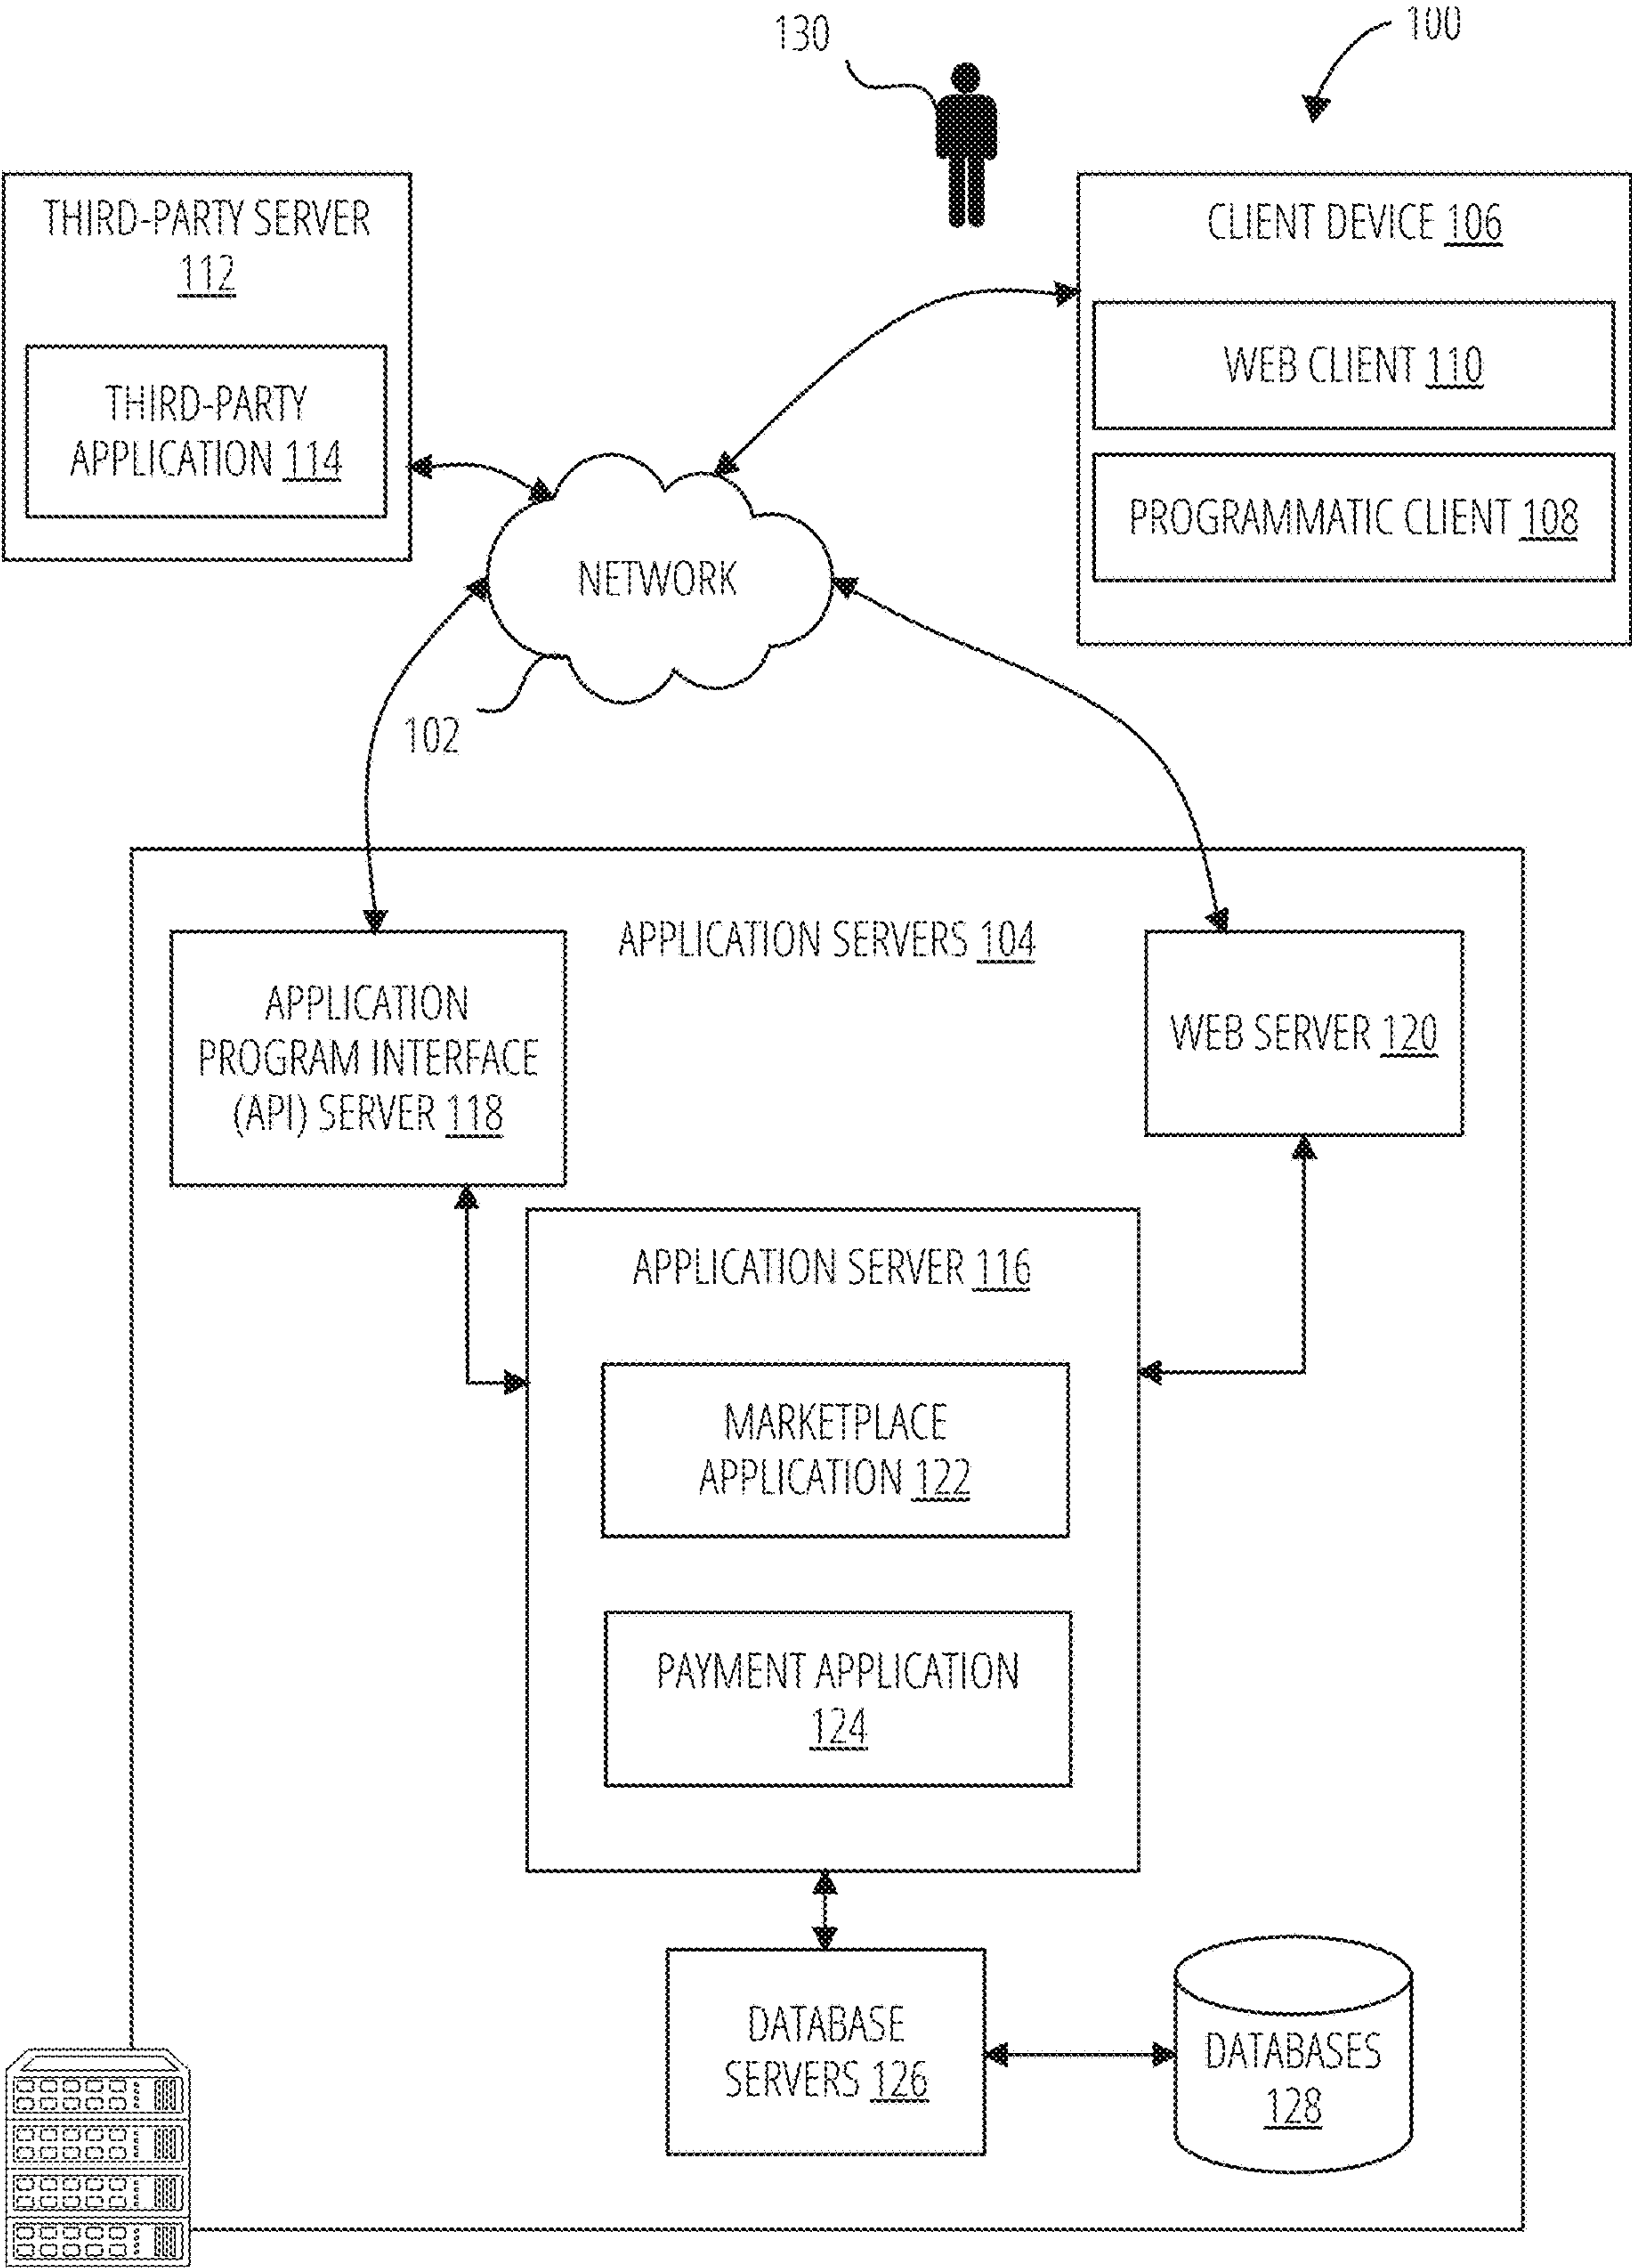 130
100
THIRD-PARTY SERVER
112
THIRD-PARTY
APPLICATION 114
CLIENT DEVICE 106
WEB CLIENT 110
PROGRAMMATIC CLIENT 108
NETWORK
102
APPLICATION SERVERS 104
APPLICATION
PROGRAM INTERFACE
(API) SERVER 118
WEB SERVER 120
APPLICATION SERVER 116
MARKETPLACE
APPLICATION 122
PAYMENT APPLICATION
124
DATABASE
SERVERS 126
DATABASES
128